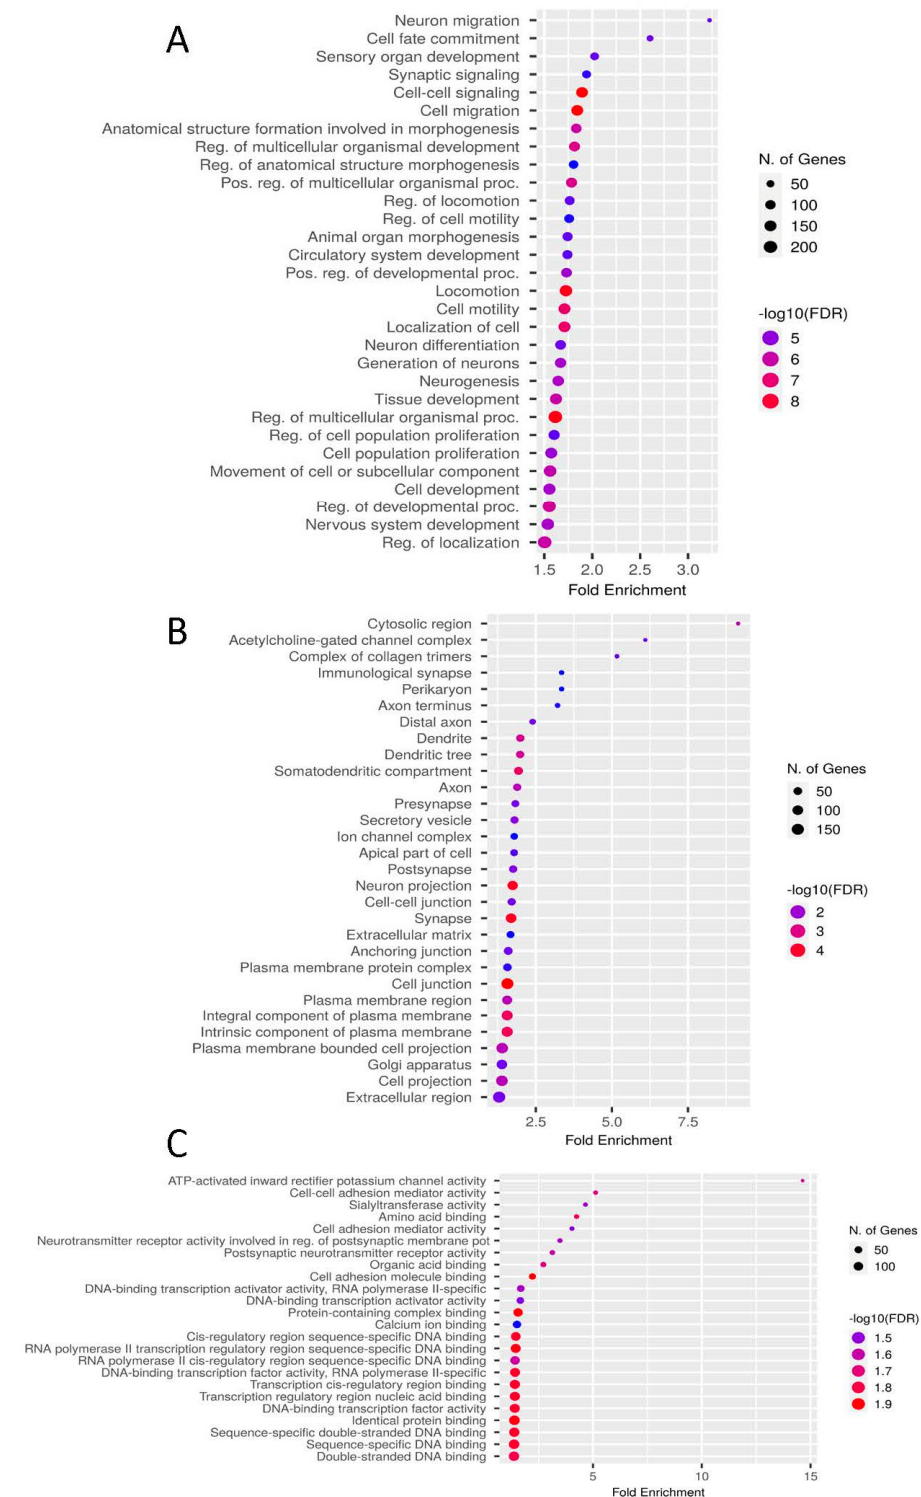 A
Neuron migration
Cell fate commitment
Sensory organ development
Synaptic signaling
Cell-cell signaling
Cell migration
Anatomical structure formation involved in morphogenesis
Reg. of multicellular organismal development
Reg. of anatomical structure morphogenesis
Pos. reg. of multicellular organismal proc.
Reg. of locomotion
Reg. of cell motility
Animal organ morphogenesis
Circulatory system development
Pos. reg. of developmental proc.
Locomotion
Cell motility
Localization of cell
Neuron differentiation
Generation of neurons
Neurogenesis
Tissue development
Reg. of multicellular organismal proc.
Reg. of cell population proliferation
Cell population proliferation
Movement of cell or subcellular component
Cell development
Reg. of developmental proc.
Nervous system development
Reg. of localization
1.5 2.0 2.5 3.0
Fold Enrichment
N. of Genes
50
100
150
200
-log10(FDR)
5
6
7
8
B
Cytosolic region
Acetylcholine-gated channel complex
Complex of collagen trimers
Immunological synapse
Perikaryon
Axon terminus
Distal axon
Dendrite
Dendritic tree
Somatodendritic compartment
Axon
Presynapse
Secretory vesicle
Ion channel complex
Apical part of cell
Postsynapse
Neuron projection
Cell-cell junction
Synapse
Extracellular matrix
Anchoring junction
Plasma membrane protein complex
Cell junction
Plasma membrane region
Integral component of plasma membrane
Intrinsic component of plasma membrane
Plasma membrane bounded cell projection
Golgi apparatus
Cell projection
Extracellular region
2.5 5.0 7.5
Fold Enrichment
N. of Genes
50
100
150
-log10(FDR)
2
3
4
C
ATP-activated inward rectifier potassium channel activity
Cell-cell adhesion mediator activity
Sialyltransferase activity
Amino acid binding
Cell adhesion mediator activity
Neurotransmitter receptor activity involved in reg. of postsynaptic membrane pot
Postsynaptic neurotransmitter receptor activity
Organic acid binding
Cell adhesion molecule binding
DNA-binding transcription activator activity, RNA polymerase II-specific
DNA-binding transcription activator activity
Protein-containing complex binding
Calcium ion binding
Cis-regulatory region sequence-specific DNA binding
RNA polymerase II transcription regulatory region sequence-specific DNA binding
RNA polymerase II cis-regulatory region sequence-specific DNA binding
DNA-binding transcription factor activity, RNA polymerase II-specific
Transcription cis-regulatory region binding
Transcription regulatory region nucleic acid binding
DNA-binding transcription factor activity
Identical protein binding
Sequence-specific double-stranded DNA binding
Sequence-specific DNA binding
Double-stranded DNA binding
5 10 15
Fold Enrichment
N. of Genes
50
100
-log10(FDR)
1.5
1.6
1.7
1.8
1.9